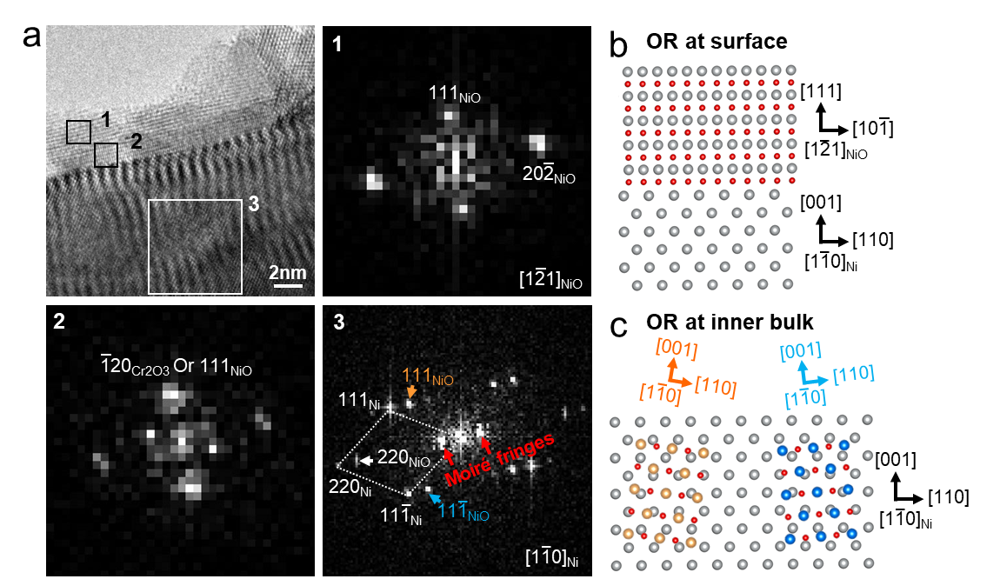 a
1
2
3
2nm
1
111NiO
202̅NiO
[12̅1]NiO
2
1̅20Cr2O3 Or 111NiO
3
111NiO
111Ni
220NiO
Moiré fringes
220Ni
111̅Ni
111̅NiO
[11̅0]Ni
b OR at surface
[111]
[101̅]
[12̅1]NiO
[001]
[110]
[11̅0]Ni
c OR at inner bulk
[001]
[110]
[11̅0]
[001]
[110]
[11̅0]
[001]
[110]
[11̅0]Ni